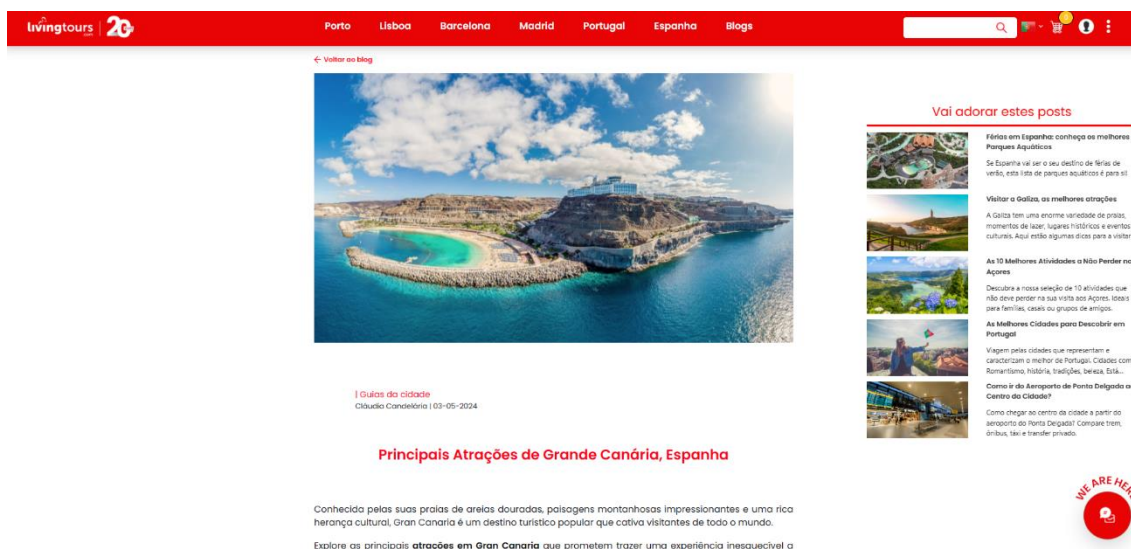 livingtours 20
.com
Porto Lisboa Barcelona Madrid Portugal Espanha Blogs
← Voltar ao blog
Vai adorar estes posts
Férias em Espanha: conheça os melhores
Parques Aquáticos
Se Espanha vai ser o seu destino de férias de
verão, esta lista de parques aquáticos é para si!
Visitar a Galiza, as melhores atrações
A Galiza tem uma enorme variedade de praias,
momentos de lazer, lugares históricos e eventos
culturais. Aqui estão algumas dicas para a visitar
As 10 Melhores Atividades a Não Perder no
Açores
Descubra a nossa seleção de 10 atividades que
não deve perder na sua visita aos Açores. Ideais
para famílias, casais ou grupos de amigos.
As Melhores Cidades para Descobrir em
Portugal
Viagem pelas cidades que representam e
caracterizam o melhor de Portugal. Cidades com
Romantismo, história, tradições, beleza, Está...
Como ir do Aeroporto de Ponta Delgada ao
Centro da Cidade?
Como chegar ao centro da cidade a partir do
aeroporto do Ponta Delgada? Compare trem,
ônibus, táxi e transfer privado.
| Guias da cidade
Cláudio Candelária | 03-05-2024
Principais Atrações de Grande Canária, Espanha
Conhecida pelas suas praias de areias douradas, paisagens montanhosas impressionantes e uma rica
herança cultural, Gran Canaria é um destino turístico popular que cativa visitantes de todo o mundo.
Explore as principais atrações em Gran Canaria que prometem trazer uma experiência inesquecível a
WE ARE HERE